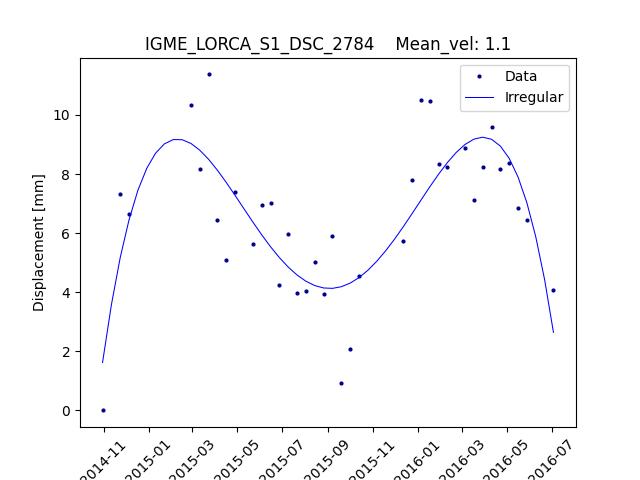 IGME_LORCA_S1_DSC_2784    Mean_vel: 1.1
Data
Irregular
Displacement [mm]
10
8
6
4
2
0
2014-11 2015-01 2015-03 2015-05 2015-07 2015-09 2015-11 2016-01 2016-03 2016-05 2016-07